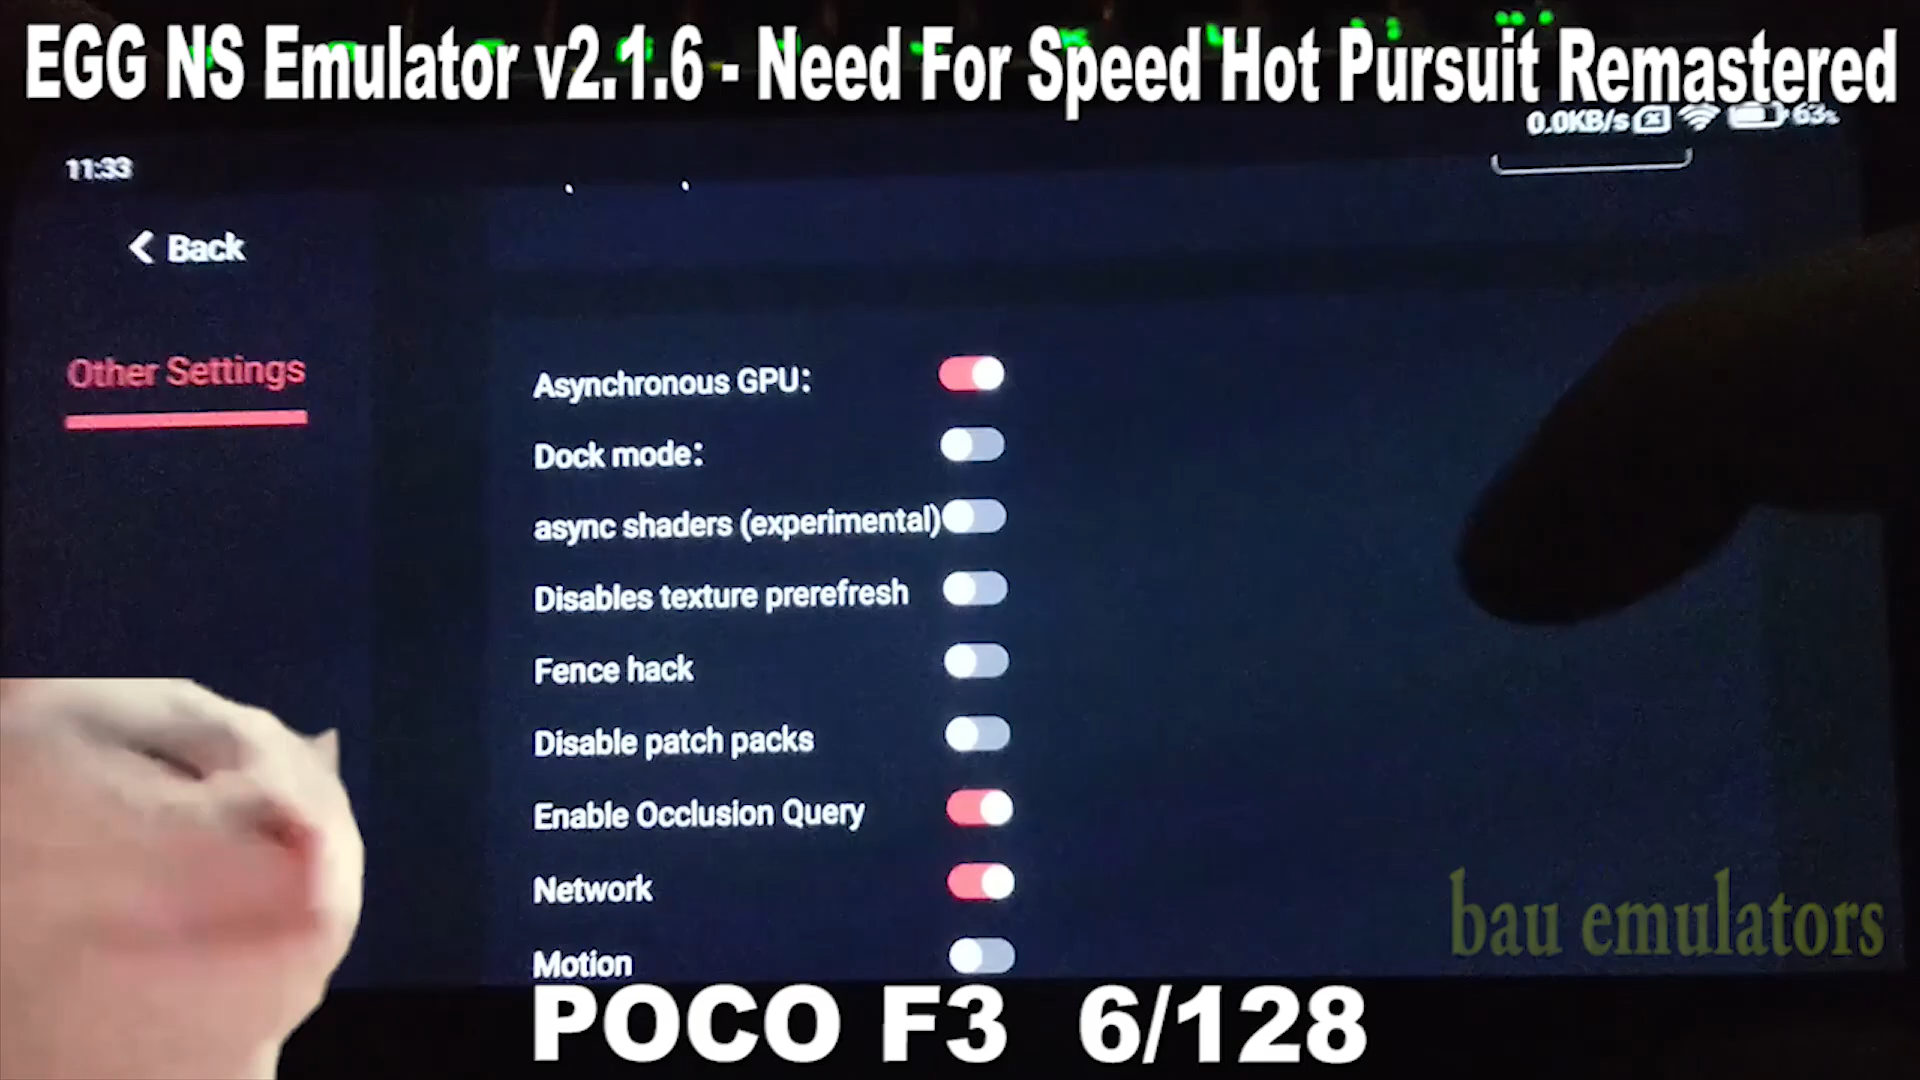 EGG NS Emulator v2.1.6 - Need For Speed Hot Pursuit Remastered
0.0KB/s 63%
11:33
Back
Other Settings
Asynchronous GPU:
Dock mode:
async shaders (experimental)
Disables texture prerefresh
Fence hack
Disable patch packs
Enable Occlusion Query
Network
Motion
bau emulators
POCO F3 6/128